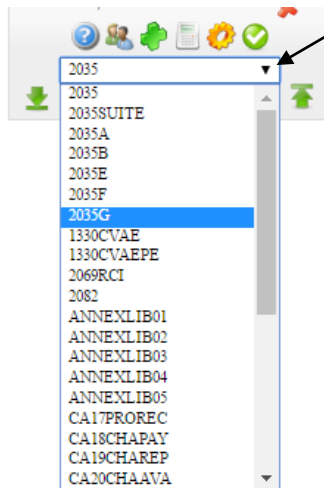 2035
2035
2035SUITE
2035A
2035B
2035E
2035F
2035G
1330CVAE
1330CVAEPE
2069RCI
2082
ANNEXLIB01
ANNEXLIB02
ANNEXLIB03
ANNEXLIB04
ANNEXLIB05
CA17PROREC
CA18CHAPAY
CA19CHAREP
CA20CHAAVA